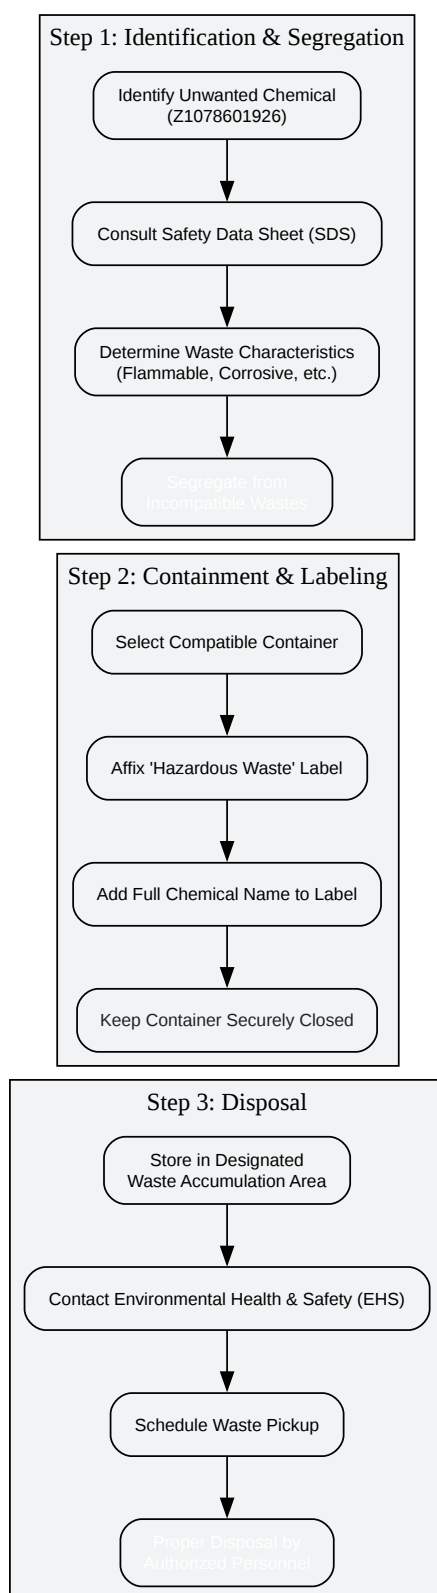 Step 1: Identification & Segregation
Identify Unwanted Chemical
(Z1078601926)
Consult Safety Data Sheet (SDS)
Determine Waste Characteristics
(Flammable, Corrosive, etc.)
Segregate from
Incompatible Wastes
Step 2: Containment & Labeling
Select Compatible Container
Affix 'Hazardous Waste' Label
Add Full Chemical Name to Label
Keep Container Securely Closed
Step 3: Disposal
Store in Designated
Waste Accumulation Area
Contact Environmental Health & Safety (EHS)
Schedule Waste Pickup
Proper Disposal by
Authorized Personnel